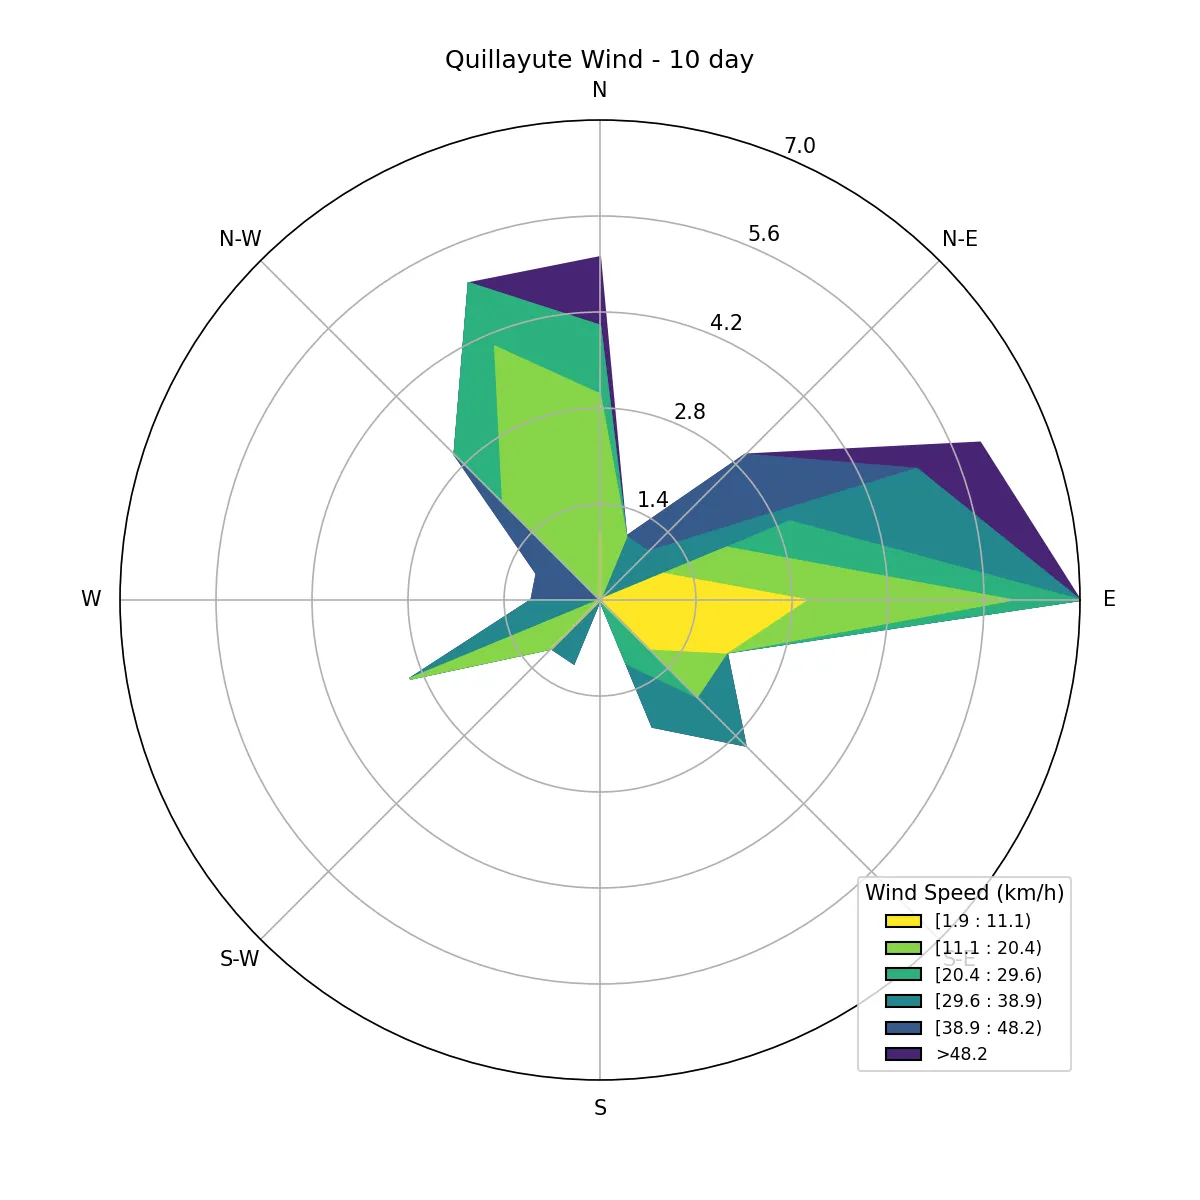 Quillayute Wind - 10 day
N
7.0
N-W
N-E
5.6
4.2
2.8
1.4
W
E
S-W
S-E
S
Wind Speed (km/h)
[1.9 : 11.1)
[11.1 : 20.4)
[20.4 : 29.6)
[29.6 : 38.9)
[38.9 : 48.2)
>48.2